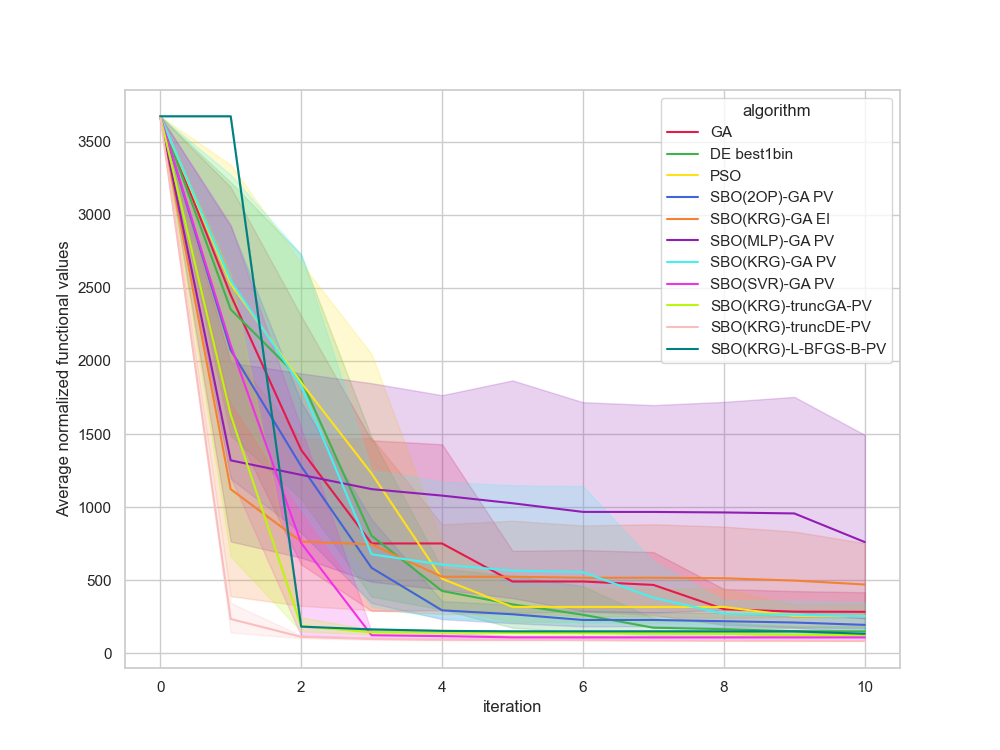 algorithm
GA
DE best1bin
PSO
SBO(2OP)-GA PV
SBO(KRG)-GA EI
SBO(MLP)-GA PV
SBO(KRG)-GA PV
SBO(SVR)-GA PV
SBO(KRG)-truncGA-PV
SBO(KRG)-truncDE-PV
SBO(KRG)-L-BFGS-B-PV
Average normalized functional values
3500
3000
2500
2000
1500
1000
500
0
0 2 4 6 8 10
iteration